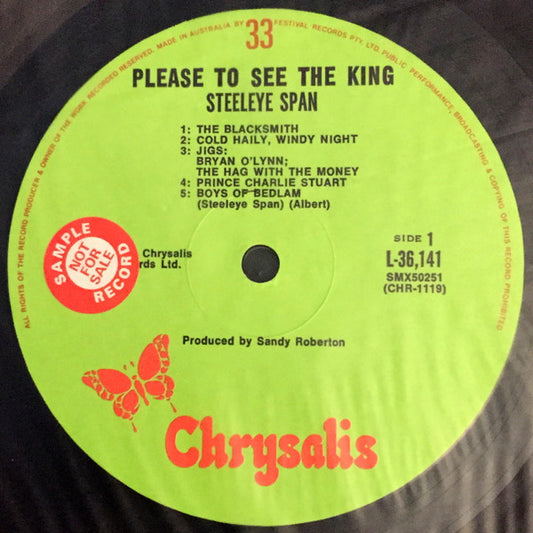 ALL RIGHTS OF THE RECORD PRODUCER & OWNER OF THE WORK RECORDED RESERVED. MADE IN AUSTRALIA BY FESTIVAL RECORDS PTY. LTD. PUBLIC PERFORMANCE, BROADCASTING & COPYING OF THIS RECORD PROHIBITED
33
PLEASE TO SEE THE KING
STEELEYE SPAN
1: THE BLACKSMITH
2: COLD HAILY, WINDY NIGHT
3: JIGS:
BRYAN O'LYNN;
THE HAG WITH THE MONEY
4: PRINCE CHARLIE STUART
5: BOYS OF BEDLAM
(Steeleye Span) (Albert)
SAMPLE
NOT
FOR
SALE
RECORD
Chrysalis
rds Ltd.
SIDE 1
L-36,141
SMX50251
(CHR-1119)
Produced by Sandy Roberton
Chrysalis